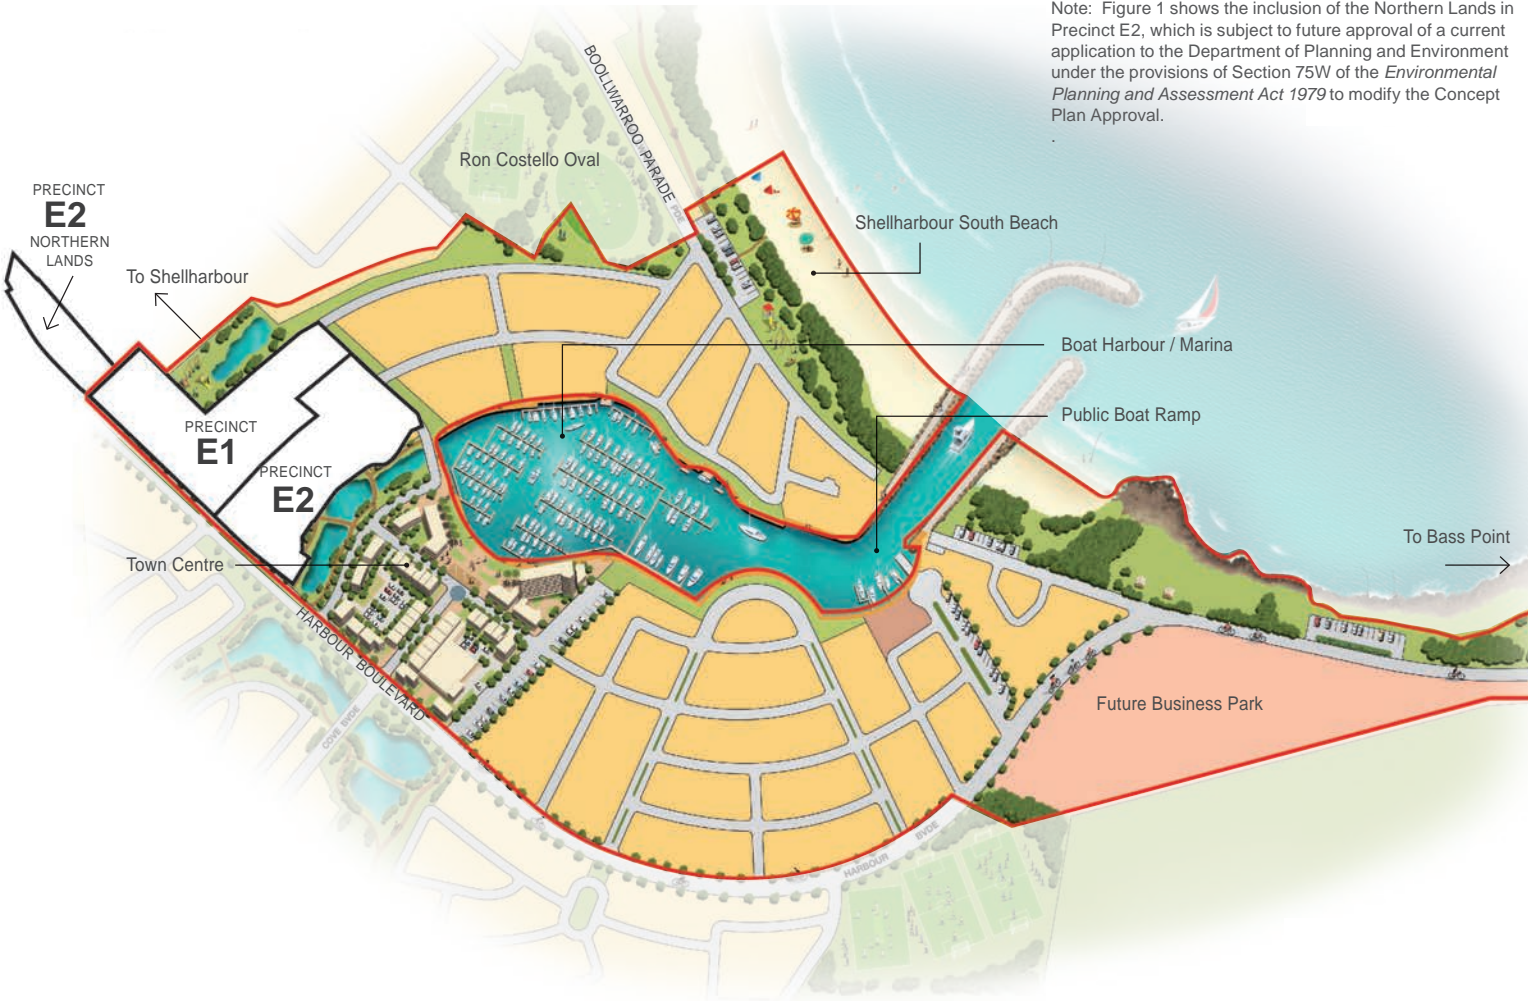 Note: Figure 1 shows the inclusion of the Northern Lands in
Precinct E2, which is subject to future approval of a current
application to the Department of Planning and Environment
under the provisions of Section 75W of the Environmental
Planning and Assessment Act 1979 to modify the Concept
Plan Approval.
.
BOOLLWARROO PARADE
PDE
Ron Costello Oval
PRECINCT
E2
NORTHERN
LANDS
To Shellharbour
Shellharbour South Beach
Boat Harbour / Marina
Public Boat Ramp
PRECINCT
E1
PRECINCT
E2
To Bass Point
Town Centre
HARBOUR BOULEVARD
COVE BVDE
Future Business Park
HARBOUR BVDE